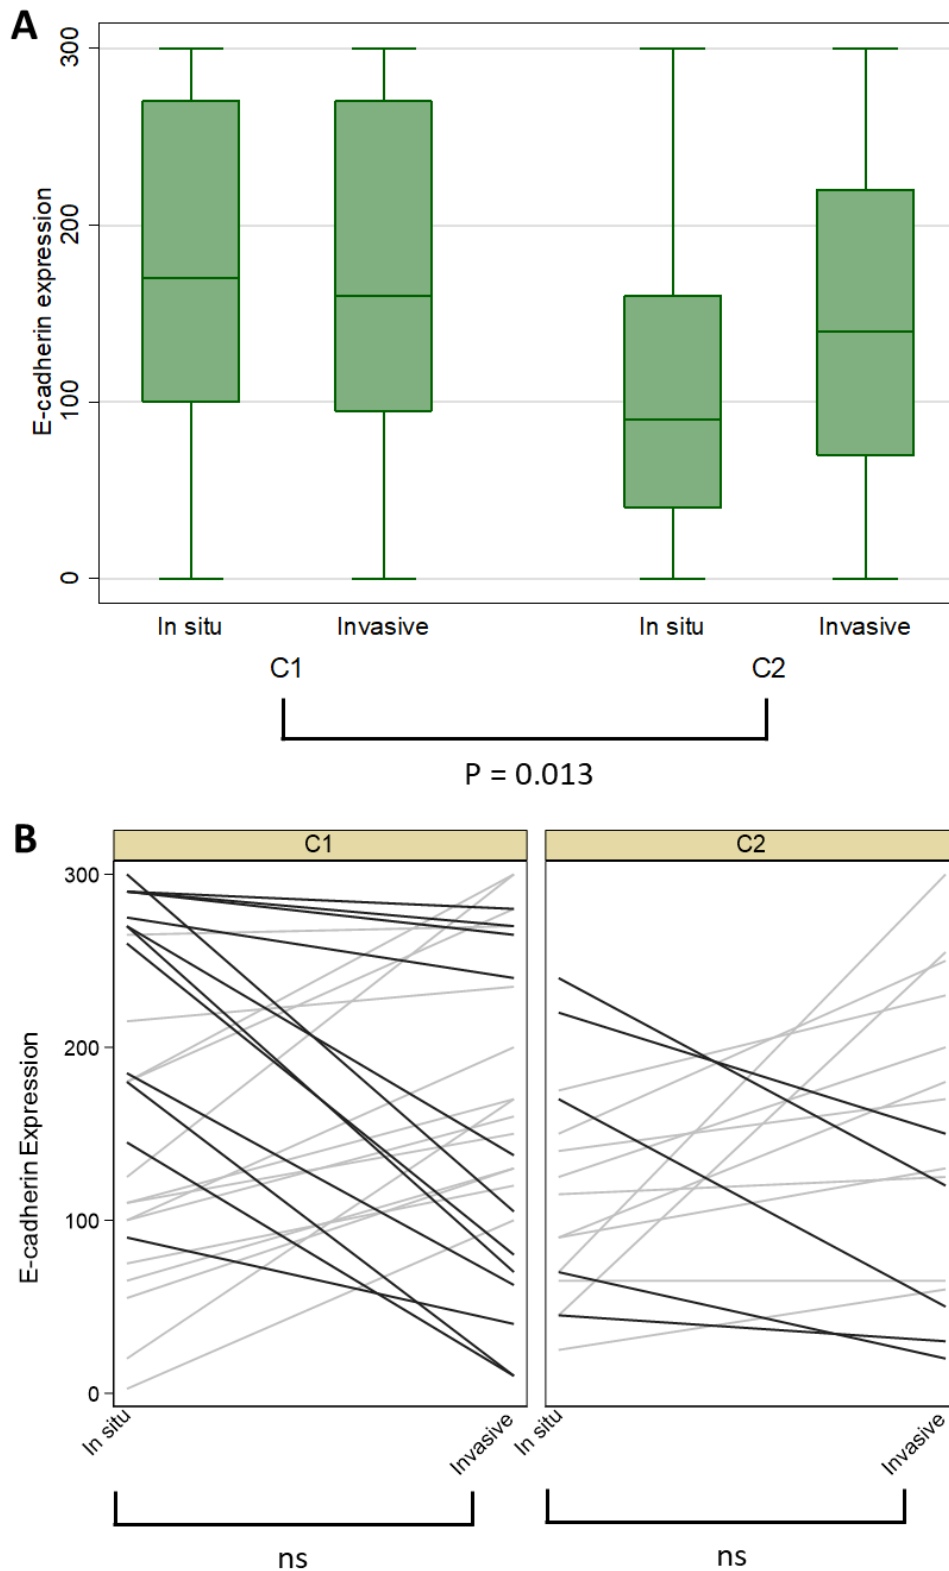 A
E-cadherin expression
300
200
100
0
In situ Invasive In situ Invasive
C1 C2
P = 0.013
B
C1 C2
E-cadherin Expression
300
200
100
0
In situ Invasive In situ Invasive
ns ns